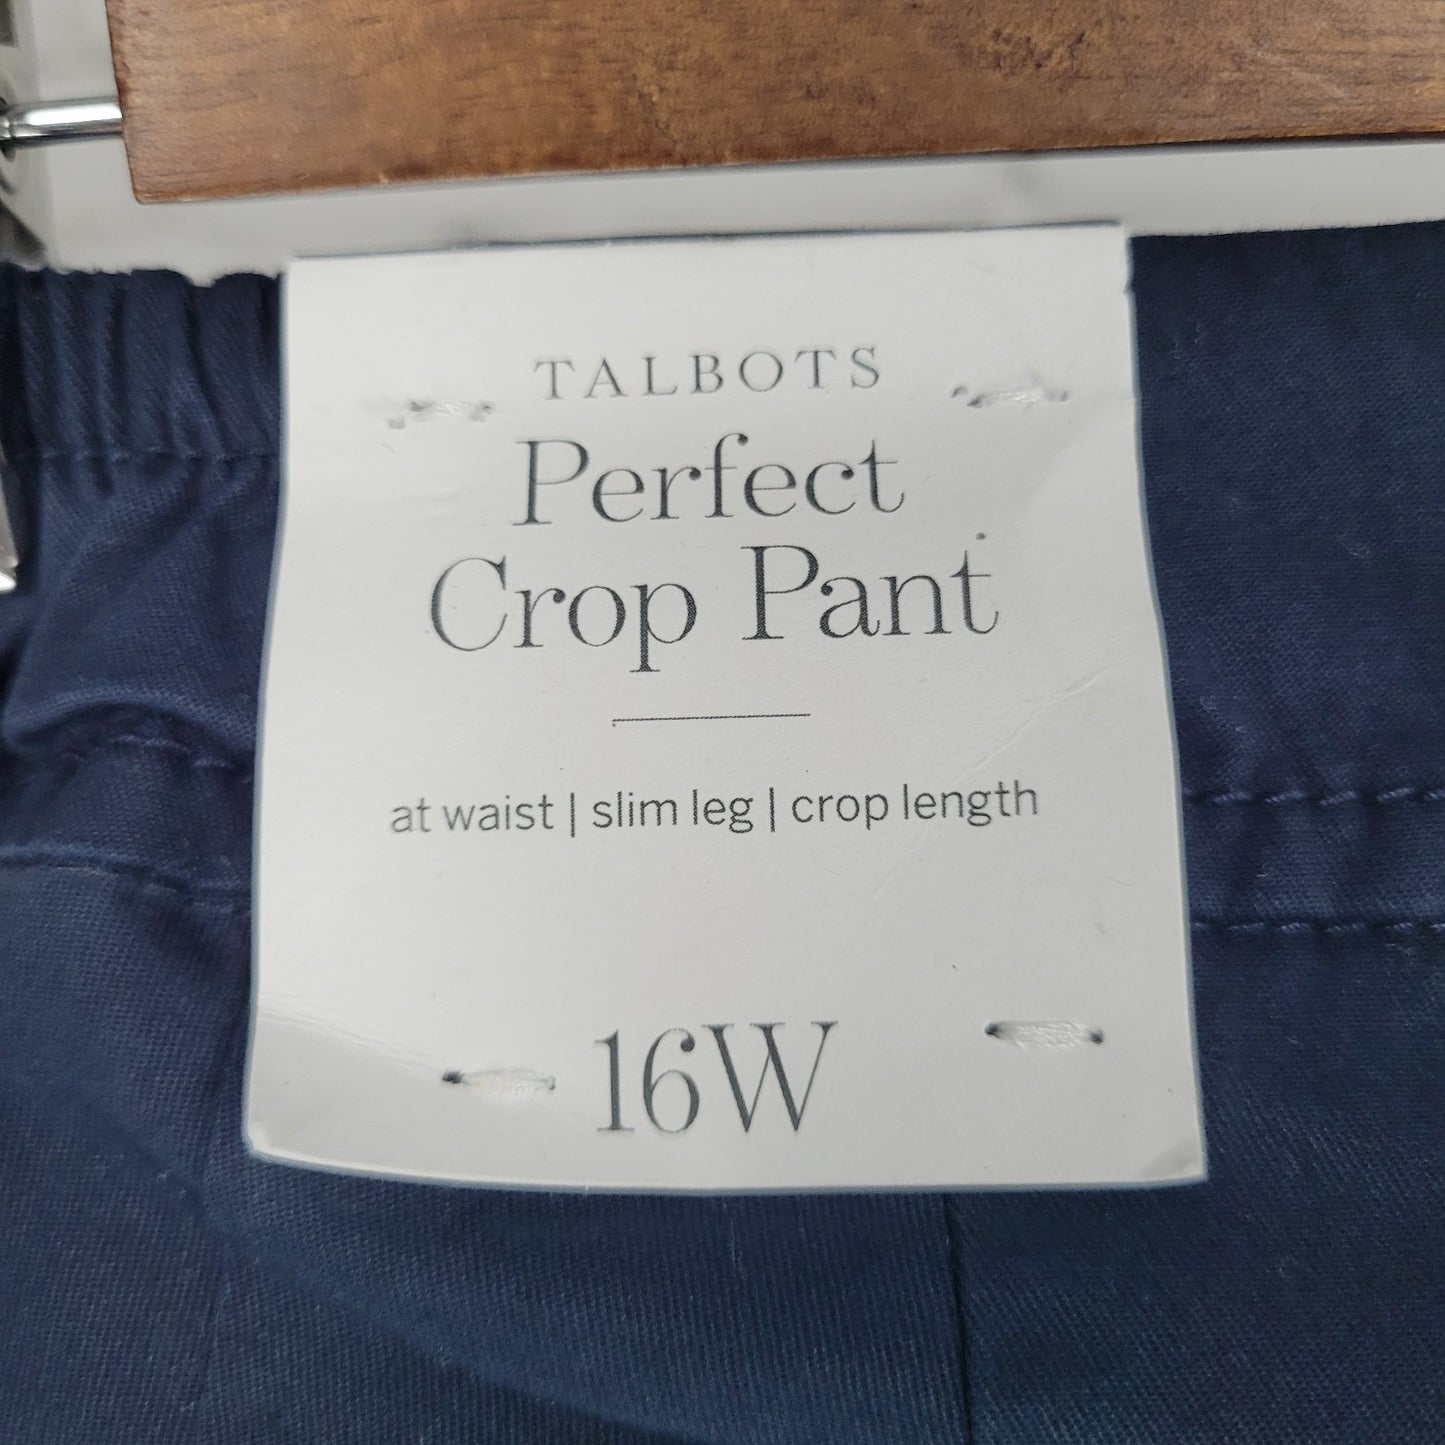 TALBOTS
Perfect
Crop Pant
at waist | slim leg | crop length
16W